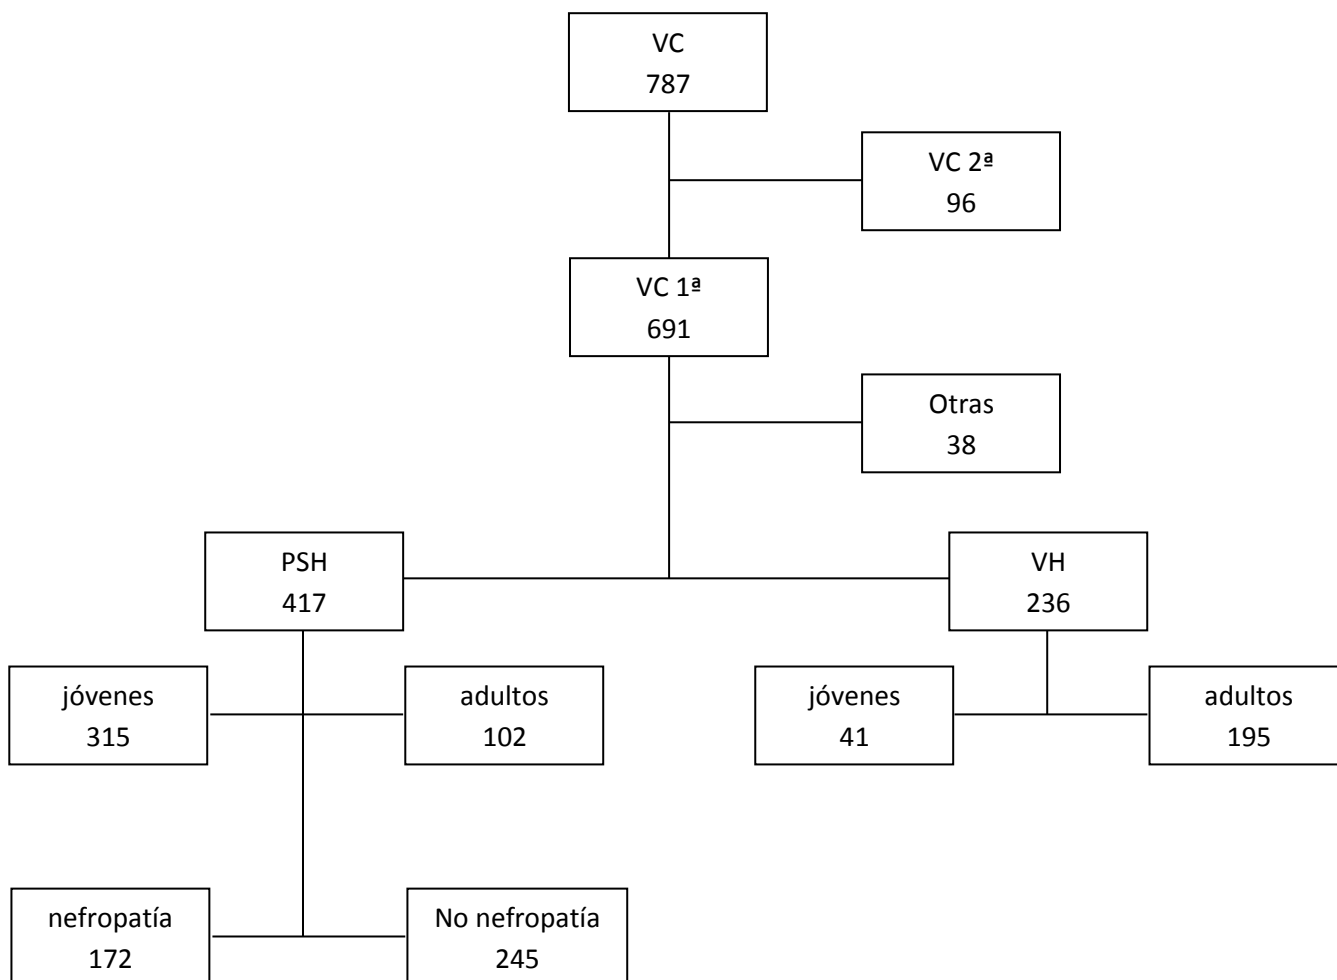 VC
787
VC 2ª
96
VC 1ª
691
Otras
38
PSH
417
VH
236
jóvenes
315
adultos
102
jóvenes
41
adultos
195
nefropatía
172
No nefropatía
245